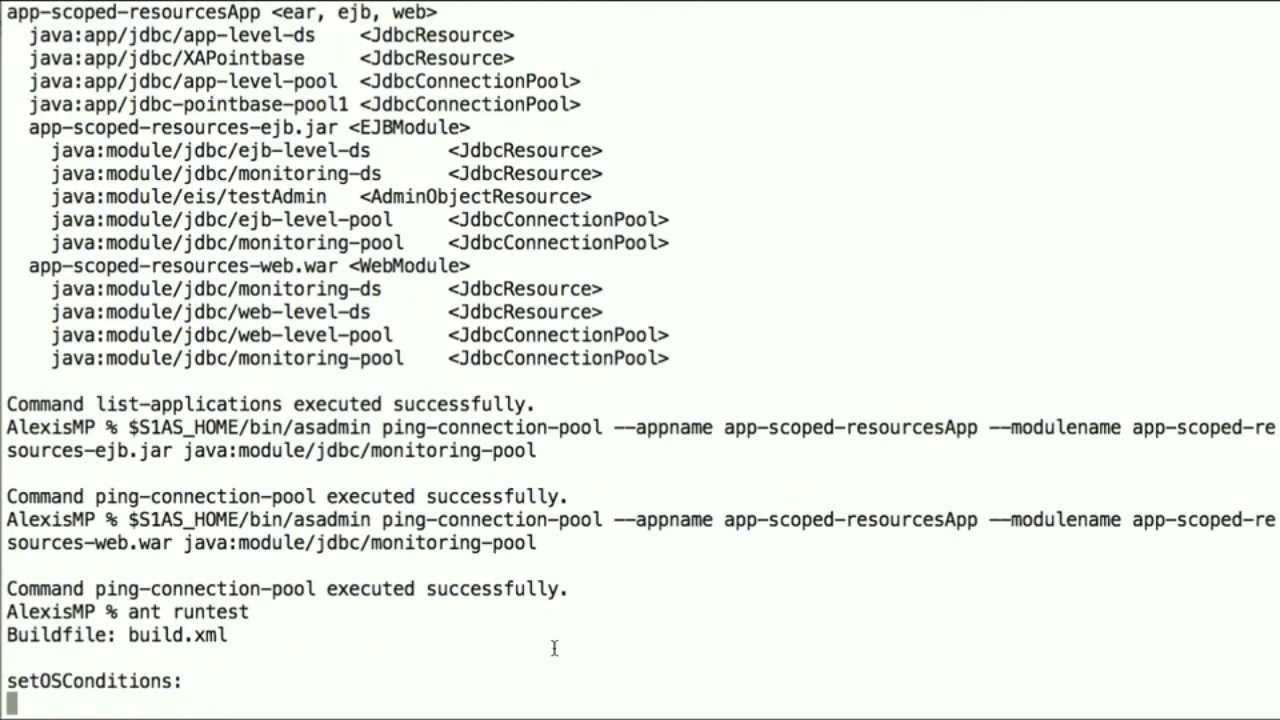 app-scoped-resourcesApp <ear, ejb, web>
  java:app/jdbc/app-level-ds    <JdbcResource>
  java:app/jdbc/XAPointbase     <JdbcResource>
  java:app/jdbc/app-level-pool  <JdbcConnectionPool>
  java:app/jdbc-pointbase-pool1 <JdbcConnectionPool>
  app-scoped-resources-ejb.jar <EJBModule>
    java:module/jdbc/ejb-level-ds       <JdbcResource>
    java:module/jdbc/monitoring-ds      <JdbcResource>
    java:module/eis/testAdmin   <AdminObjectResource>
    java:module/jdbc/ejb-level-pool     <JdbcConnectionPool>
    java:module/jdbc/monitoring-pool    <JdbcConnectionPool>
  app-scoped-resources-web.war <WebModule>
    java:module/jdbc/monitoring-ds      <JdbcResource>
    java:module/jdbc/web-level-ds       <JdbcResource>
    java:module/jdbc/web-level-pool     <JdbcConnectionPool>
    java:module/jdbc/monitoring-pool    <JdbcConnectionPool>
Command list-applications executed successfully.
AlexisMP % $S1AS_HOME/bin/asadmin ping-connection-pool --appname app-scoped-resourcesApp --modulename app-scoped-re
sources-ejb.jar java:module/jdbc/monitoring-pool
Command ping-connection-pool executed successfully.
AlexisMP % $S1AS_HOME/bin/asadmin ping-connection-pool --appname app-scoped-resourcesApp --modulename app-scoped-re
sources-web.war java:module/jdbc/monitoring-pool
Command ping-connection-pool executed successfully.
AlexisMP % ant runtest
Buildfile: build.xml
setOSConditions: